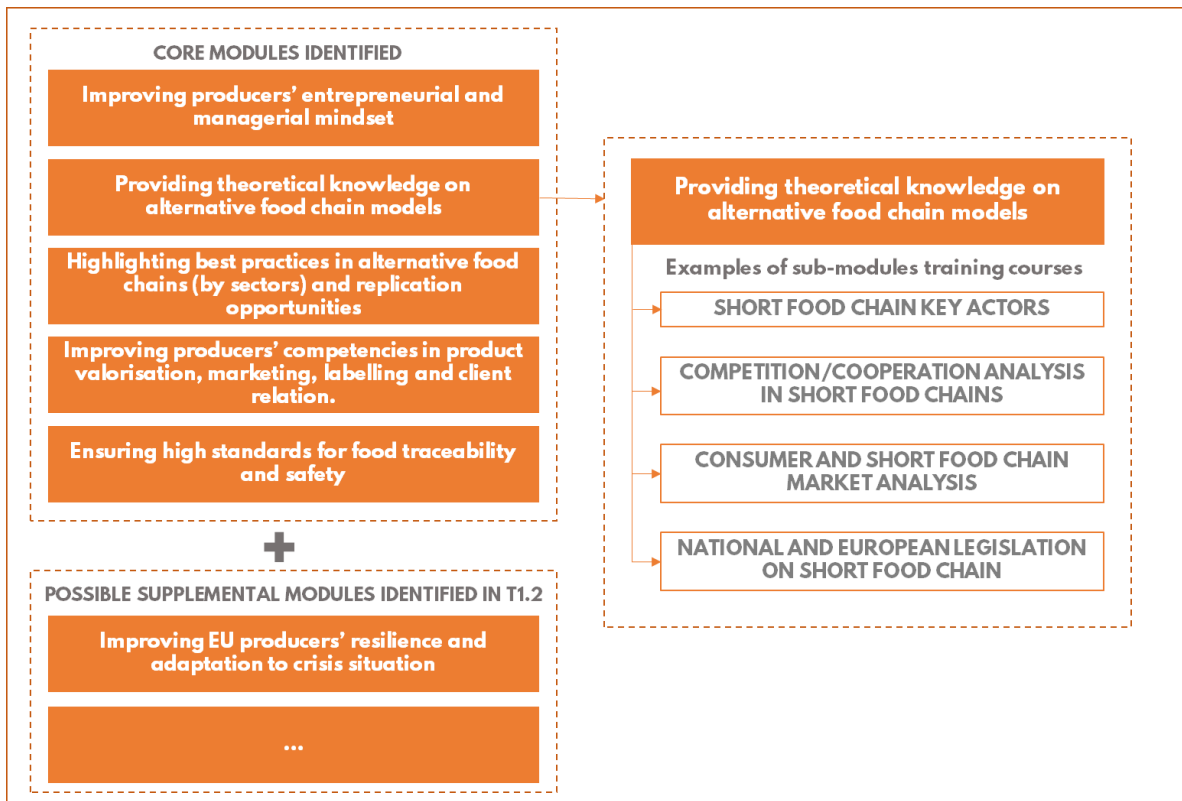 CORE MODULES IDENTIFIED
Improving producers' entrepreneurial and
managerial mindset
Providing theoretical knowledge on
alternative food chain models
Highlighting best practices in alternative food
chains (by sectors) and replication
opportunities
Improving producers' competencies in product
valorisation, marketing, labelling and client
relation.
Ensuring high standards for food traceability
and safety
+
POSSIBLE SUPPLEMENTAL MODULES IDENTIFIED IN T1.2
Improving EU producers' resilience and
adaptation to crisis situation
...
Providing theoretical knowledge on
alternative food chain models
Examples of sub-modules training courses
SHORT FOOD CHAIN KEY ACTORS
COMPETITION/COOPERATION ANALYSIS
IN SHORT FOOD CHAINS
CONSUMER AND SHORT FOOD CHAIN
MARKET ANALYSIS
NATIONAL AND EUROPEAN LEGISLATION
ON SHORT FOOD CHAIN